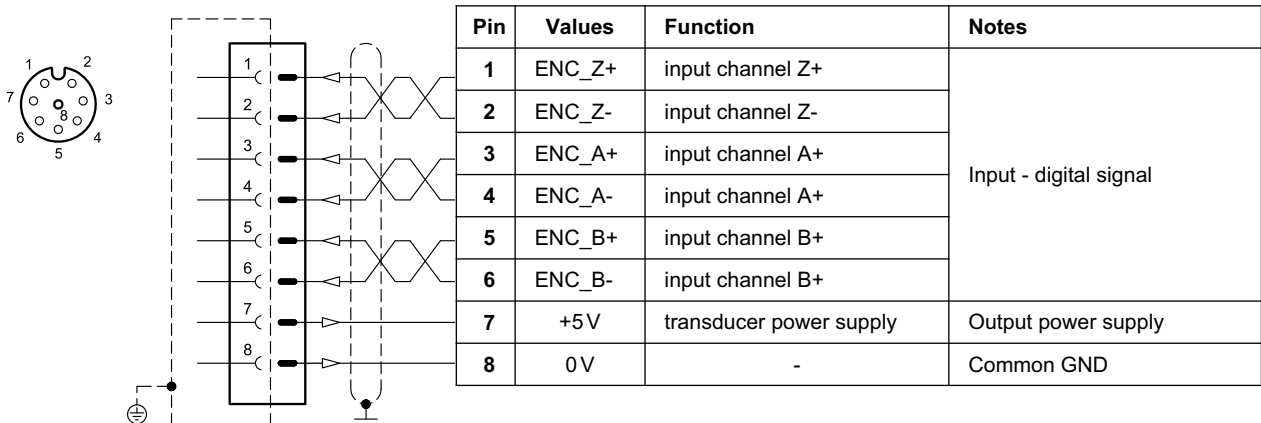 1 2
7 8 3
6 4
5
1
2
3
4
5
6
7
8
Pin Values Function Notes
1 ENC_Z+ input channel Z+
2 ENC_Z- input channel Z-
3 ENC_A+ input channel A+
Input - digital signal
4 ENC_A- input channel A+
5 ENC_B+ input channel B+
6 ENC_B- input channel B+
7 +5V transducer power supply Output power supply
8 0V - Common GND